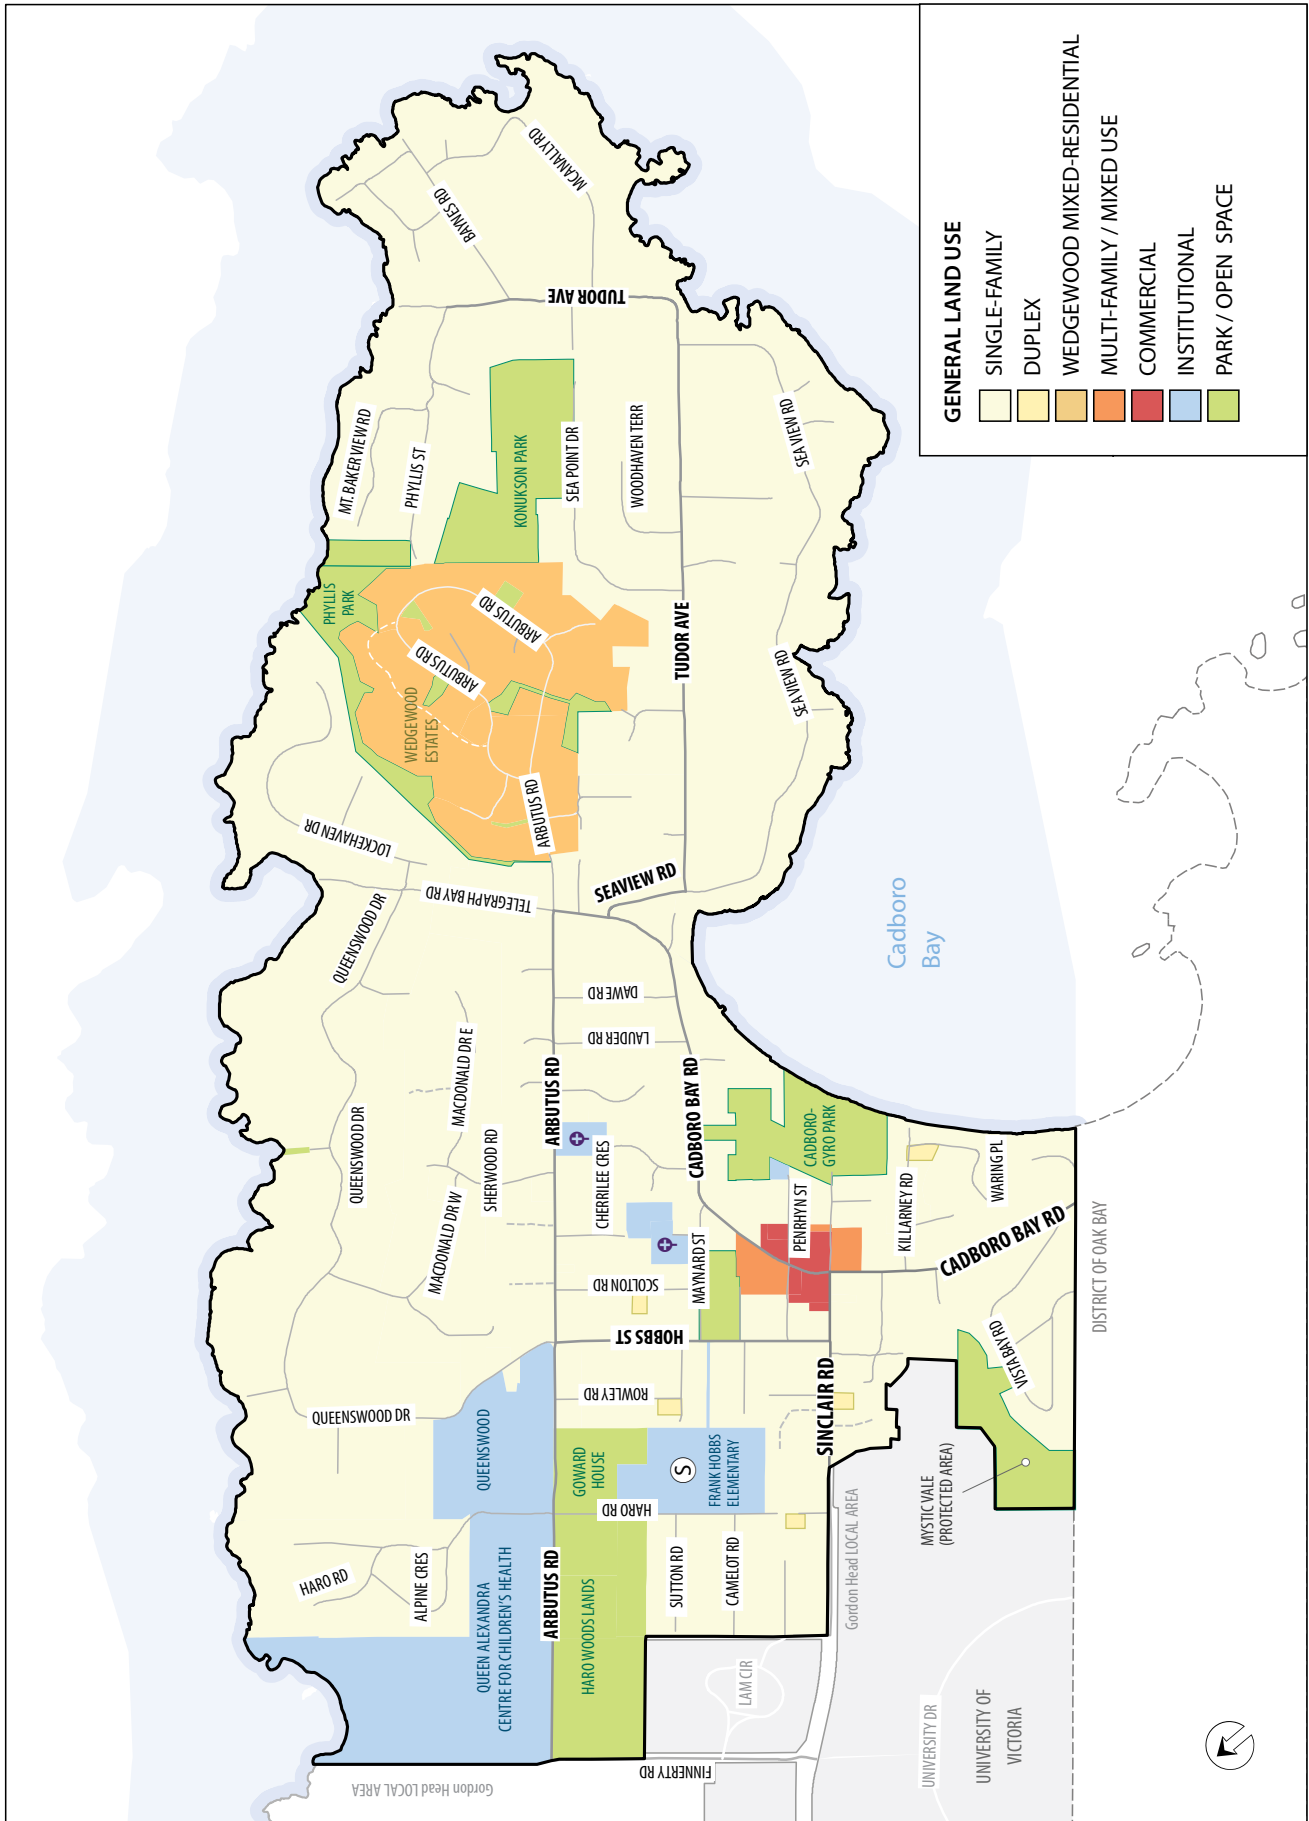 GENERAL LAND USE
SINGLE-FAMILY
DUPLEX
WEDGEWOOD MIXED-RESIDENTIAL
MULTI-FAMILY / MIXED USE
COMMERCIAL
INSTITUTIONAL
PARK / OPEN SPACE
MCANALLY RD
BAYNES RD
TUDOR AVE
MT. BAKER VIEW RD
PHYLLIS ST
KONUKSON PARK
SEA POINT DR
WOODHAVEN TERR
SEA VIEW RD
PHYLLIS
PARK
ARBUTUS RD
ARBUTUS RD
TUDOR AVE
SEA VIEW RD
WEDGEWOOD
ESTATES
ARBUTUS RD
LOCKEHAVEN DR
TELEGRAPH BAY RD
SEAVIEW RD
QUEENSWOOD DR
Cadboro
Bay
DAWE RD
LAUDER RD
MACDONALD DR E
ARBUTUS RD
CADBORO BAY RD
QUEENSWOOD DR
SHERWOOD RD
CHERRILEE CRES
CADBORO-
GYRO PARK
MACDONALD DR W
SCOLTON RD
MAYNARD ST
PENRHYN ST
KILLARNEY RD
WARING PL
CADBORO BAY RD
DISTRICT OF OAK BAY
HOBBS ST
QUEENSWOOD DR
ROWLEY RD
SINCLAIR RD
VISTA BAY RD
QUEENSWOOD
GOWARD
HOUSE
S
FRANK HOBBS
ELEMENTARY
HARO RD
MYSTIC VALE
(PROTECTED AREA)
HARO RD
ALPINE CRES
QUEEN ALEXANDRA
CENTRE FOR CHILDREN'S HEALTH
ARBUTUS RD
HARO WOODS LANDS
SUTTON RD
CAMELOT RD
Gordon Head LOCAL AREA
LAM CIR
FINNERTY RD
UNIVERSITY DR
UNIVERSITY OF
VICTORIA
Gordon Head LOCAL AREA